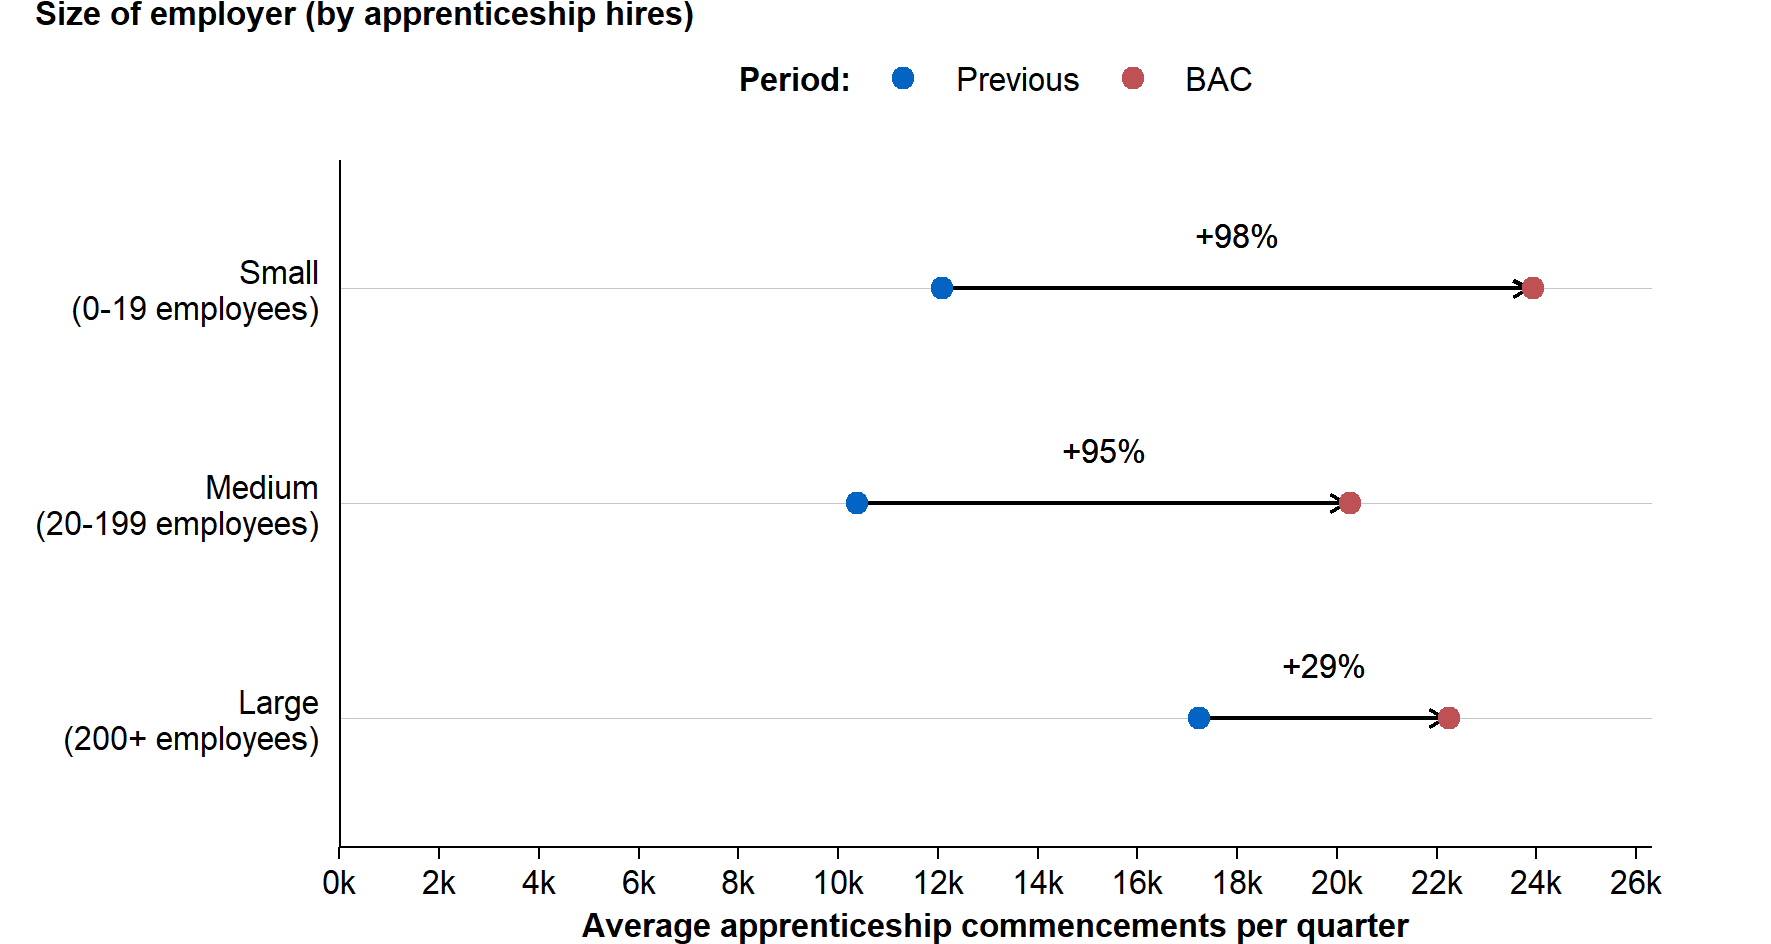 Size of employer (by apprenticeship hires)
Period: Previous BAC
+98%
Small
(0-19 employees)
+95%
Medium
(20-199 employees)
+29%
Large
(200+ employees)
0k 2k 4k 6k 8k 10k 12k 14k 16k 18k 20k 22k 24k 26k
Average apprenticeship commencements per quarter